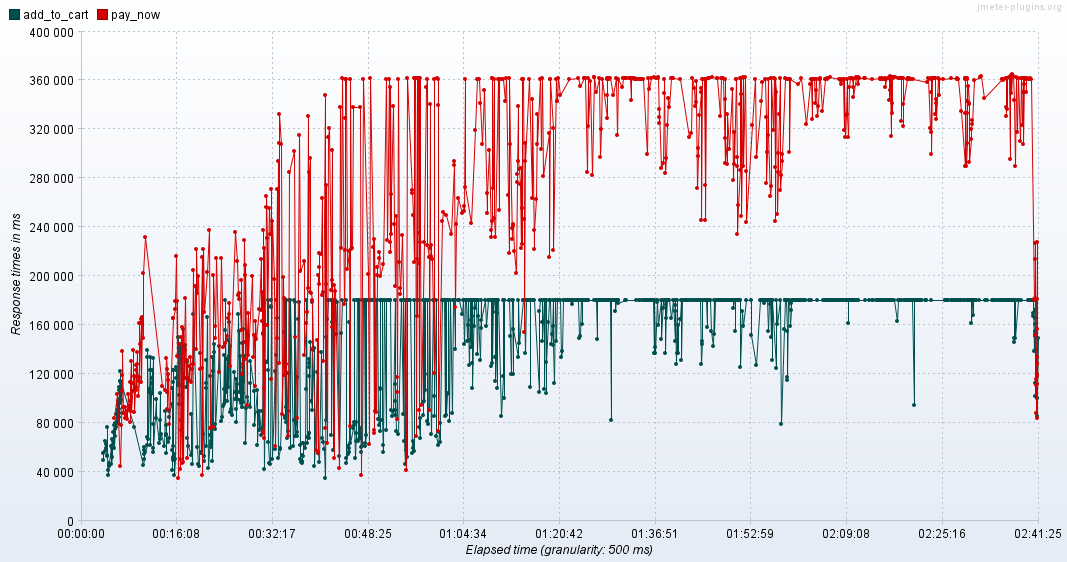 jmeter-plugins.org
add_to_cart pay_now
400 000
360 000
320 000
280 000
240 000
200 000
160 000
120 000
80 000
40 000
0
Response times in ms
00:00:00 00:16:08 00:32:17 00:48:25 01:04:34 01:20:42 01:36:51 01:52:59 02:09:08 02:25:16 02:41:25
Elapsed time (granularity: 500 ms)